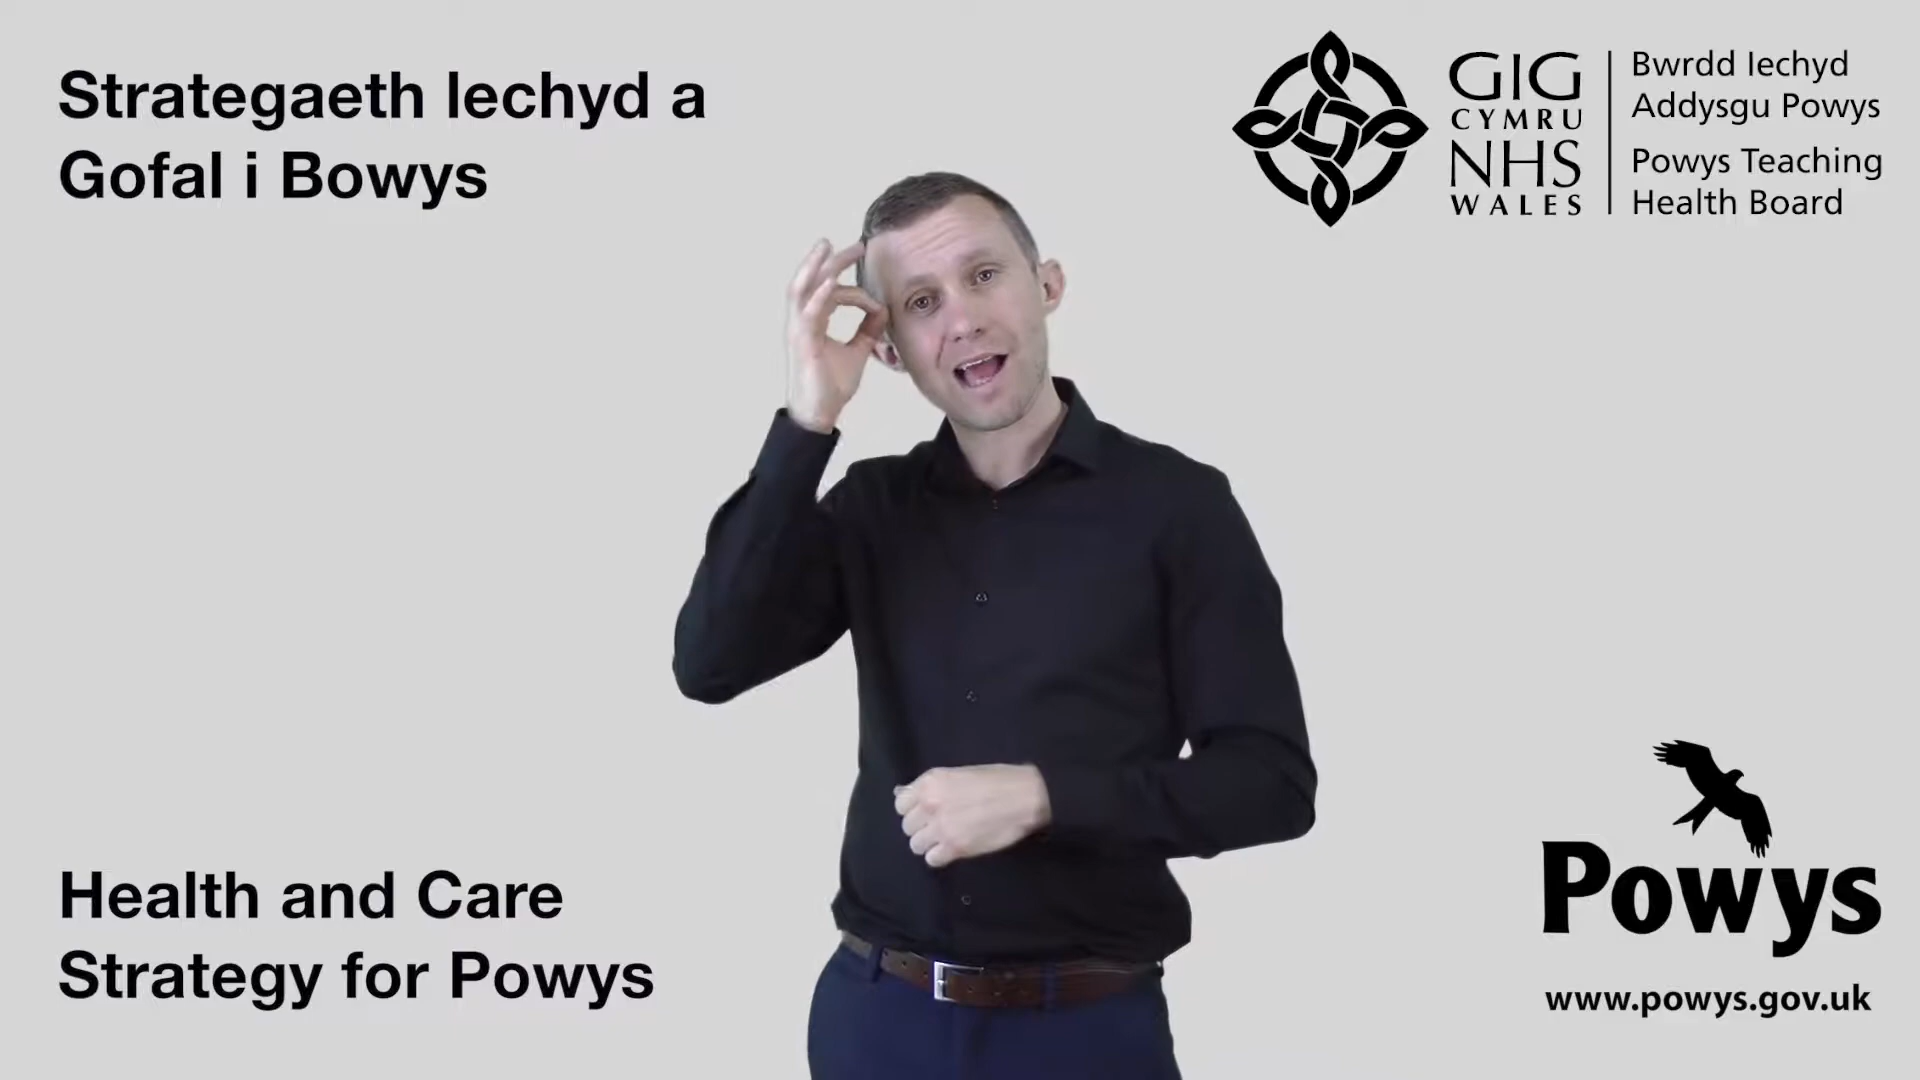 Strategaeth Iechyd a
Gofal i Bowys
GIG
CYMRU
NHS
WALES
Bwrdd Iechyd
Addysgu Powys
Powys Teaching
Health Board
Health and Care
Strategy for Powys
Powys
www.powys.gov.uk